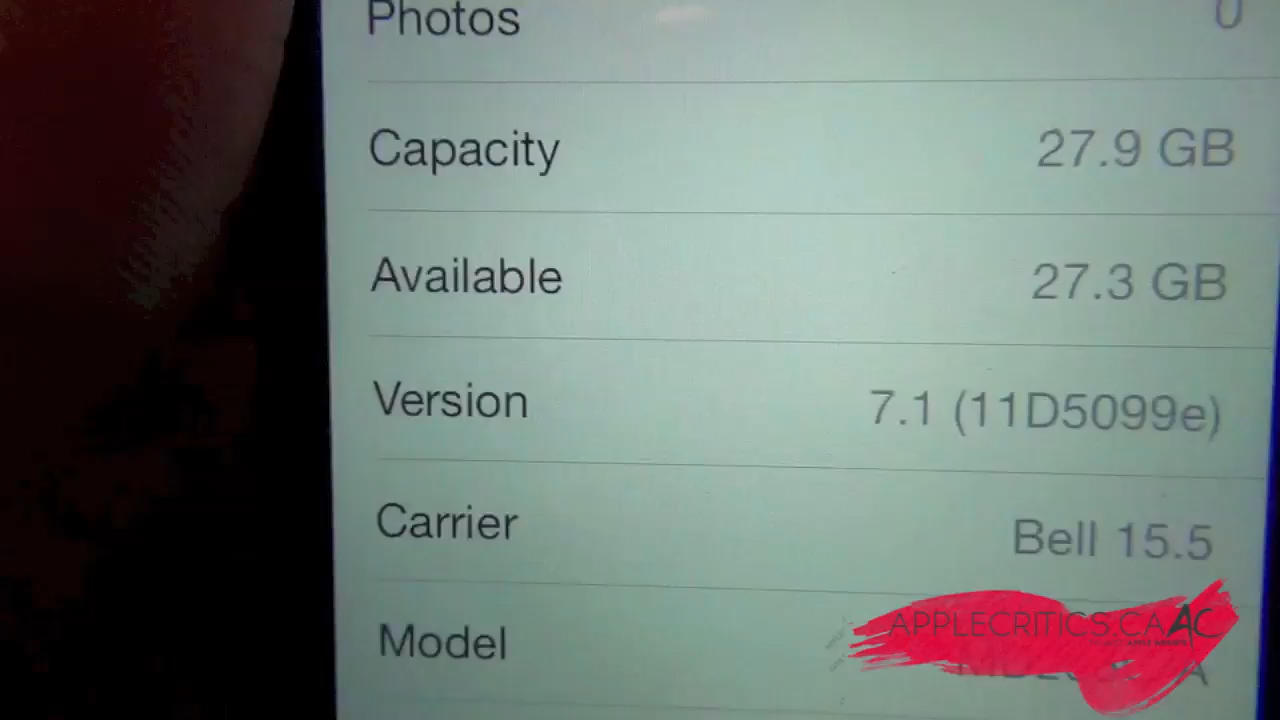 Photos 0
Capacity 27.9 GB
Available 27.3 GB
Version 7.1 (11D5099e)
Carrier Bell 15.5
Model
APPLECRITICS.CA AC